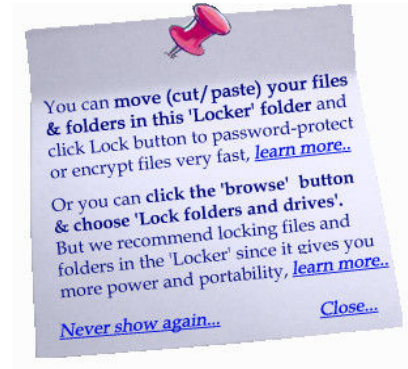 You can move (cut/paste) your files
& folders in this 'Locker' folder and
click Lock button to password-protect
or encrypt files very fast, learn more..
Or you can click the 'browse' button
& choose 'Lock folders and drives'.
But we recommend locking files and
folders in the 'Locker' since it gives you
more power and portability, learn more..
Never show again...
Close...